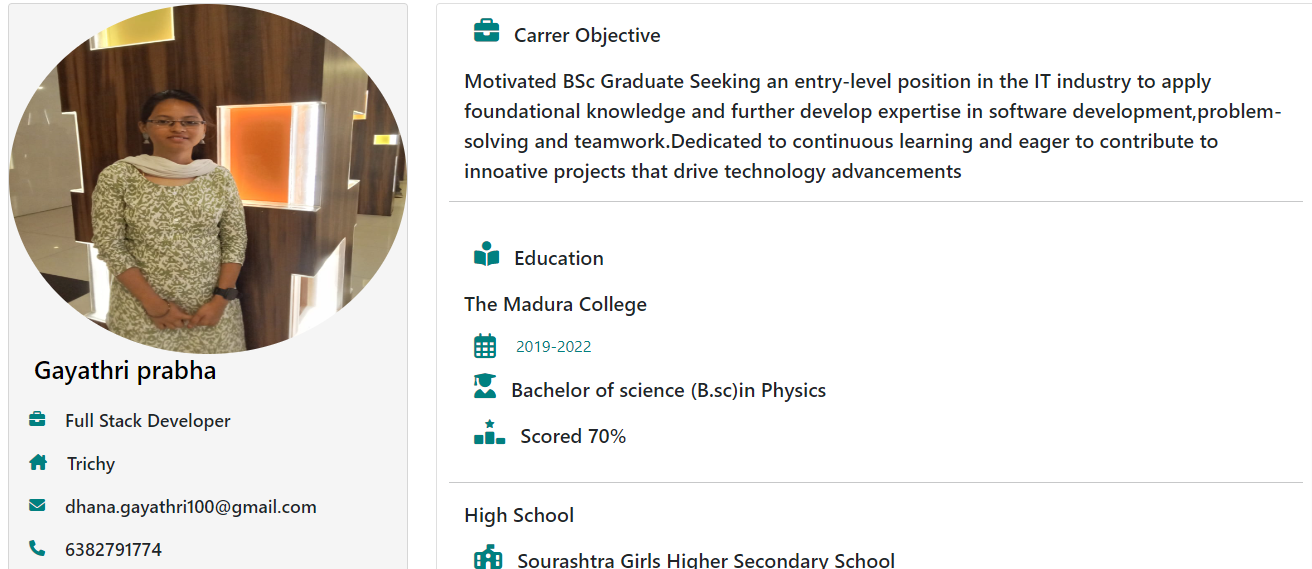 Gayathri prabha
Full Stack Developer
Trichy
dhana.gayathri100@gmail.com
6382791774
Carrer Objective
Motivated BSc Graduate Seeking an entry-level position in the IT industry to apply
foundational knowledge and further develop expertise in software development,problem-
solving and teamwork.Dedicated to continuous learning and eager to contribute to
innoative projects that drive technology advancements
Education
The Madura College
2019-2022
Bachelor of science (B.sc)in Physics
Scored 70%
High School
Sourashtra Girls Higher Secondary School